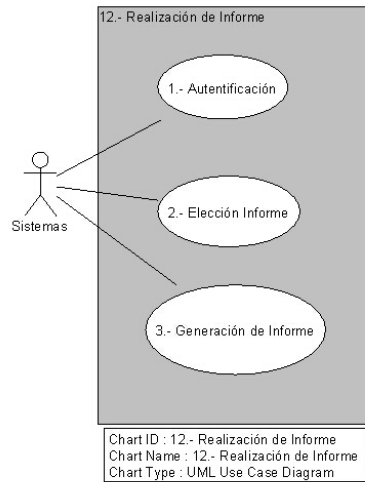 12.- Realización de Informe
1.- Autentificación
Sistemas
2.- Elección Informe
3.- Generación de Informe
Chart ID : 12.- Realización de Informe
Chart Name : 12.- Realización de Informe
Chart Type : UML Use Case Diagram